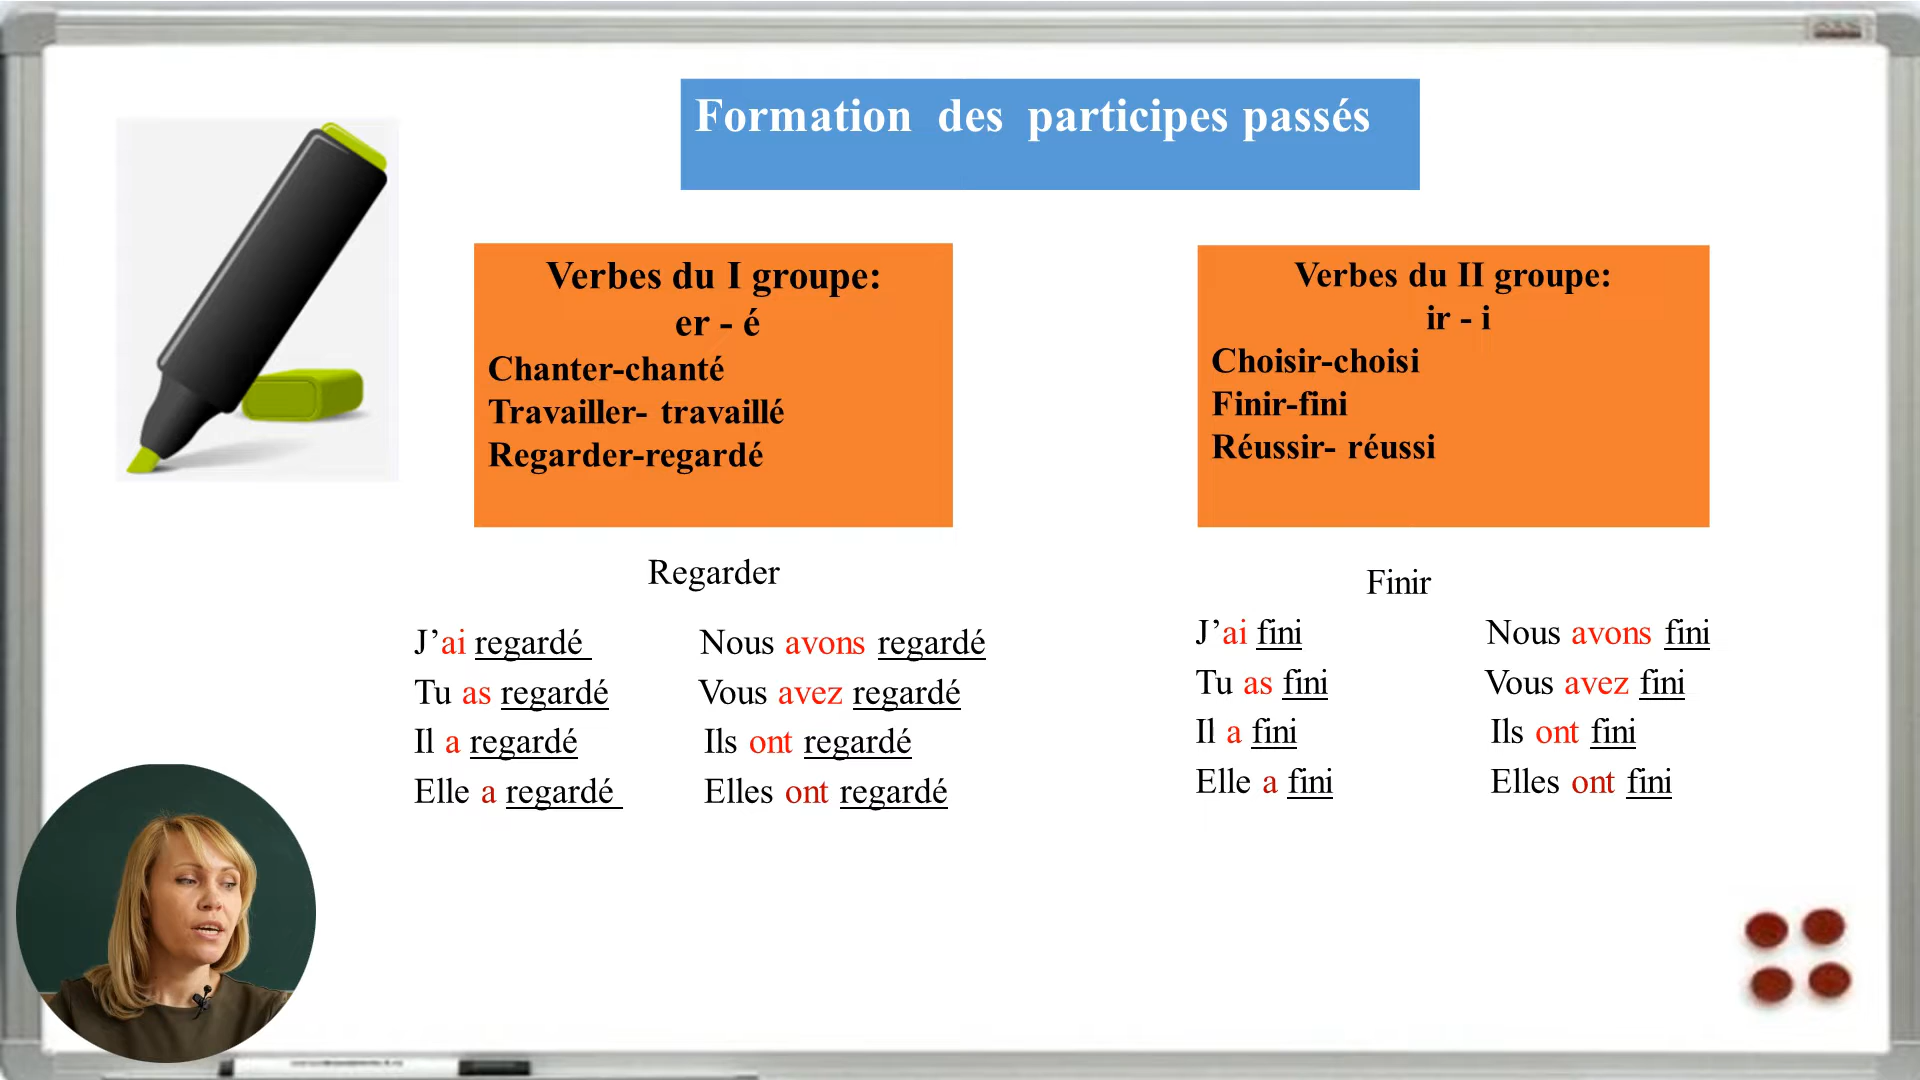 Formation des participes passés
Verbes du I groupe:
er - é
Chanter-chanté
Travailler- travaillé
Regarder-regardé
Verbes du II groupe:
ir - i
Choisir-choisi
Finir-fini
Réussir- réussi
Regarder
J’ai regardé
Tu as regardé
Il a regardé
Elle a regardé
Nous avons regardé
Vous avez regardé
Ils ont regardé
Elles ont regardé
Finir
J’ai fini
Tu as fini
Il a fini
Elle a fini
Nous avons fini
Vous avez fini
Ils ont fini
Elles ont fini